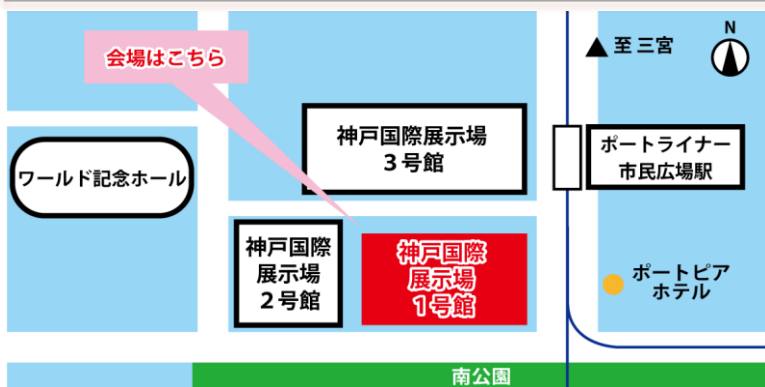 会場はこちら
至 三宮
N
神戸国際展示場
3号館
ポートライナー
市民広場駅
ワールド記念ホール
神戸国際
展示場
2号館
神戸国際
展示場
1号館
ポートピア
ホテル
南公園